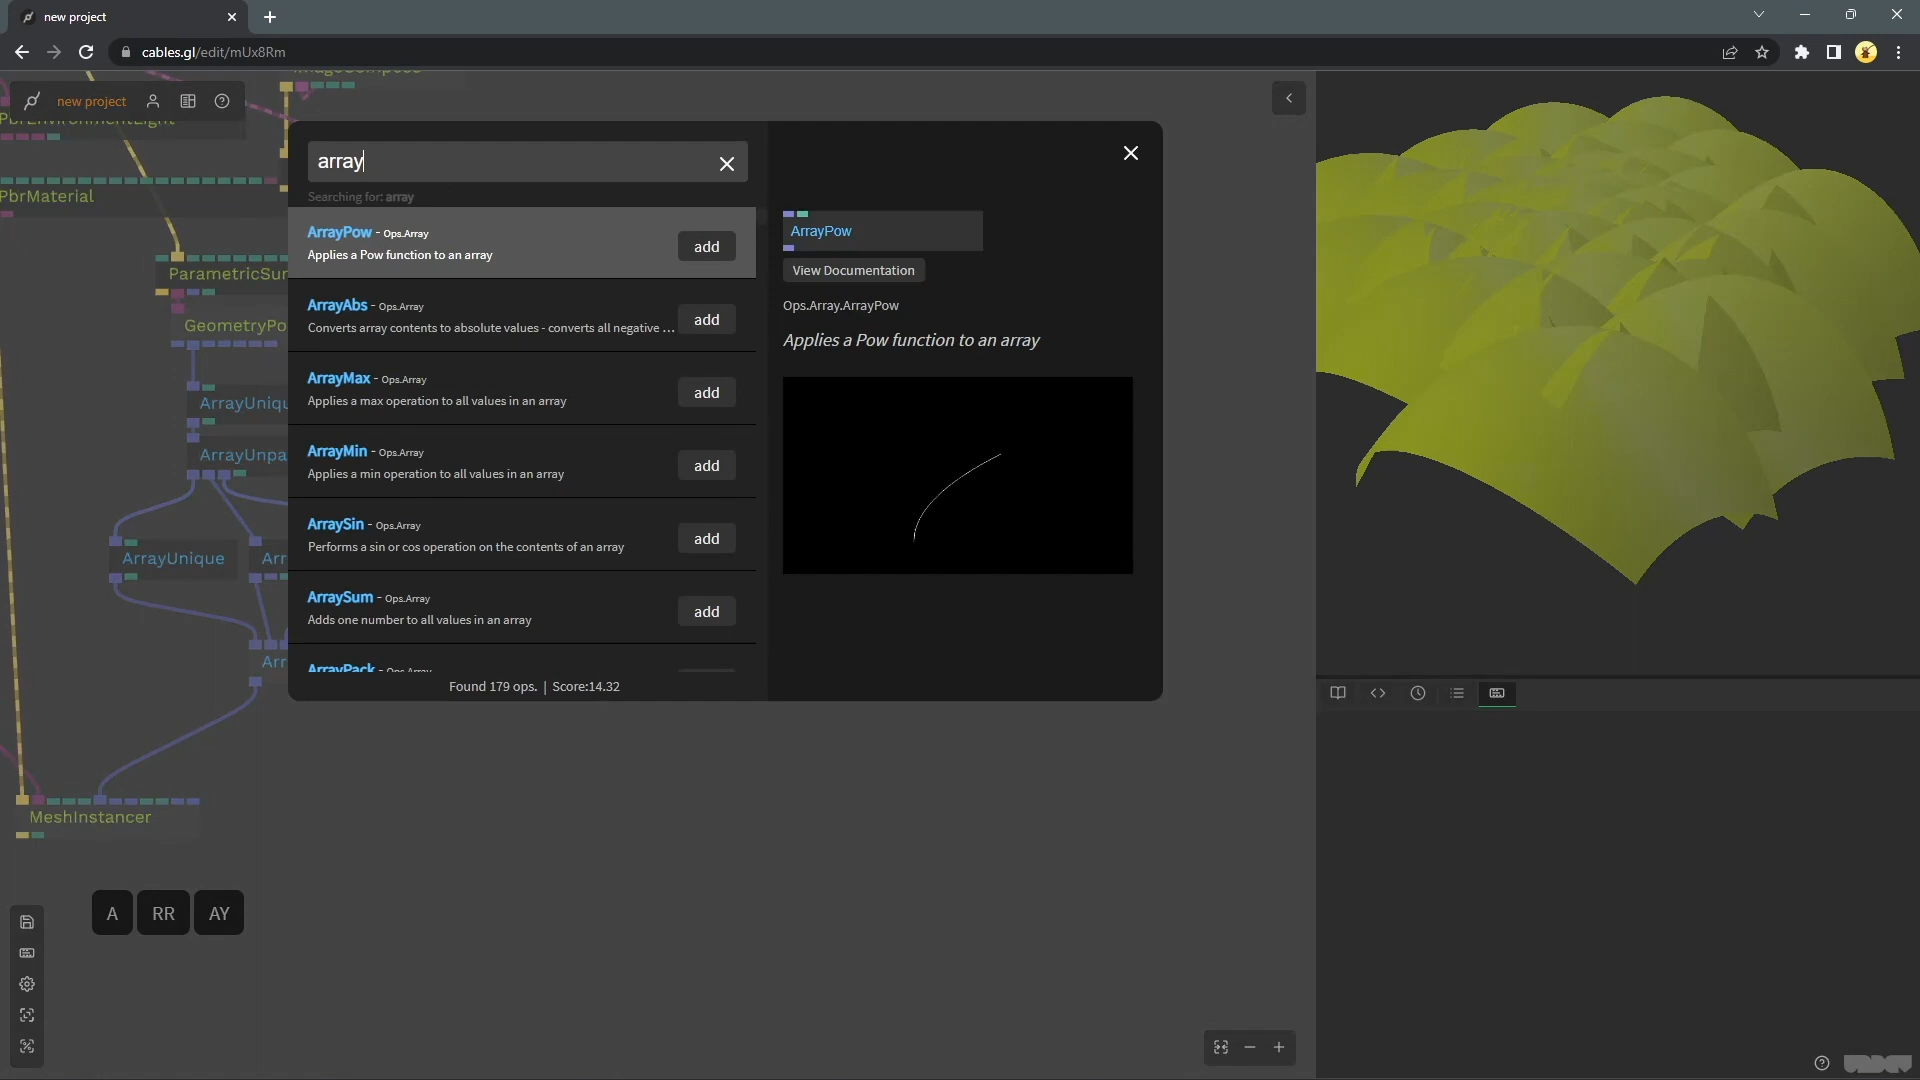 new project
cables.gl/edit/mUx8Rm
new project
PbrEnvironmentLight
PbrMaterial
array
Searching for: array
ArrayPow - Ops.Array
Applies a Pow function to an array
add
ArrayAbs - Ops.Array
Converts array contents to absolute values - converts all negative ...
add
ArrayMax - Ops.Array
Applies a max operation to all values in an array
add
ArrayMin - Ops.Array
Applies a min operation to all values in an array
add
ArraySin - Ops.Array
Performs a sin or cos operation on the contents of an array
add
ArraySum - Ops.Array
Adds one number to all values in an array
add
ArrayPack - Ops.Array
Found 179 ops. | Score:14.32
ArrayPow
View Documentation
Ops.Array.ArrayPow
Applies a Pow function to an array
ParametricSur
GeometryPo
ArrayUniqu
ArrayUnpa
ArrayUnique
Arr
Arr
MeshInstancer
A RR AY